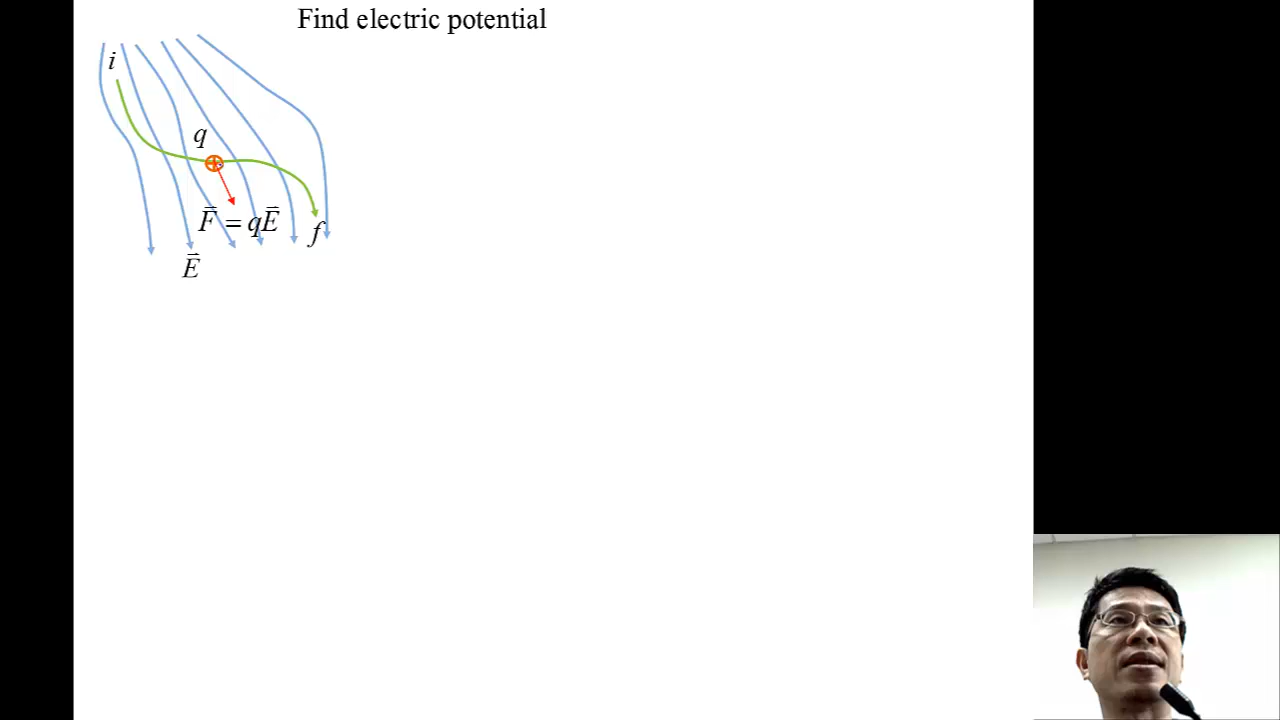 Find electric potential
i
q
F⃗ = qE⃗
f
E⃗